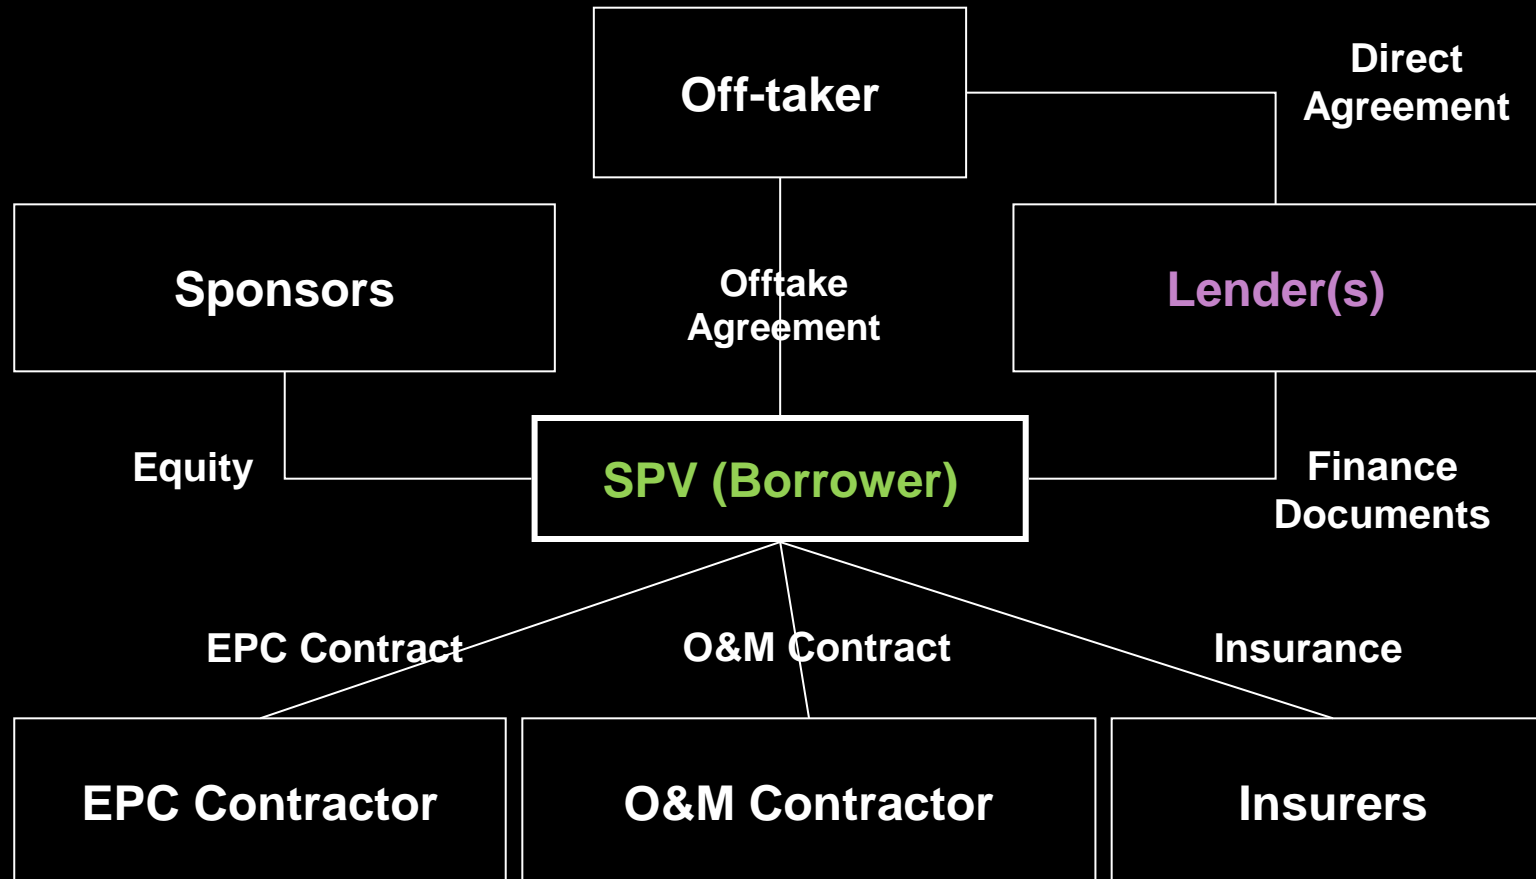 Off-taker
Direct
Agreement
Sponsors
Offtake
Agreement
Lender(s)
Equity
SPV (Borrower)
Finance
Documents
EPC Contract
O&M Contract
Insurance
EPC Contractor
O&M Contractor
Insurers